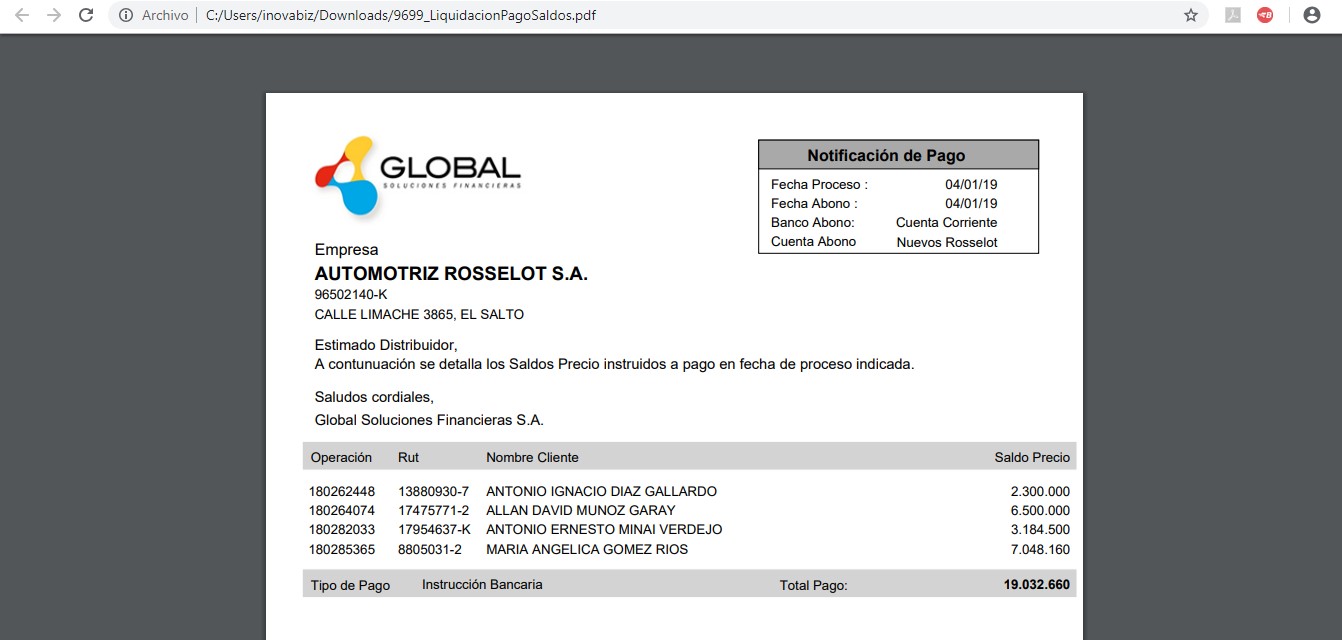 Archivo C:/Users/inovabiz/Downloads/9699_LiquidacionPagoSaldos.pdf
GLOBAL
SOLUCIONES FINANCIERAS
Notificación de Pago
Fecha Proceso : 04/01/19
Fecha Abono : 04/01/19
Banco Abono: Cuenta Corriente
Cuenta Abono Nuevos Rosselot
Empresa
AUTOMOTRIZ ROSSELOT S.A.
96502140-K
CALLE LIMACHE 3865, EL SALTO
Estimado Distribuidor,
A contunuación se detalla los Saldos Precio instruidos a pago en fecha de proceso indicada.
Saludos cordiales,
Global Soluciones Financieras S.A.
Operación Rut Nombre Cliente Saldo Precio
180262448 13880930-7 ANTONIO IGNACIO DIAZ GALLARDO 2.300.000
180264074 17475771-2 ALLAN DAVID MUNOZ GARAY 6.500.000
180282033 17954637-K ANTONIO ERNESTO MINAI VERDEJO 3.184.500
180285365 8805031-2 MARIA ANGELICA GOMEZ RIOS 7.048.160
Tipo de Pago Instrucción Bancaria Total Pago: 19.032.660